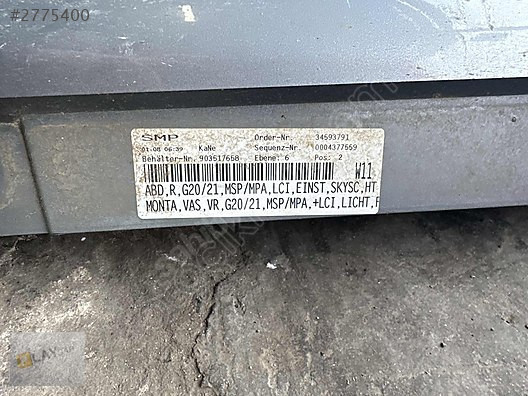 #2775400
SMP Order-Nr. 34593791
01-08 06:39 KaNe Sequenz-Nr. 0004377559
Behälter-Nr. 903517658 Ebene: 6 Pos: 2
W11
ABD,R,G20/21,MSP/MPA,LCI,EINST,SKYSC,HT
MONTA,VAS,VR,G20/21,MSP/MPA,+LCI,LICHT,